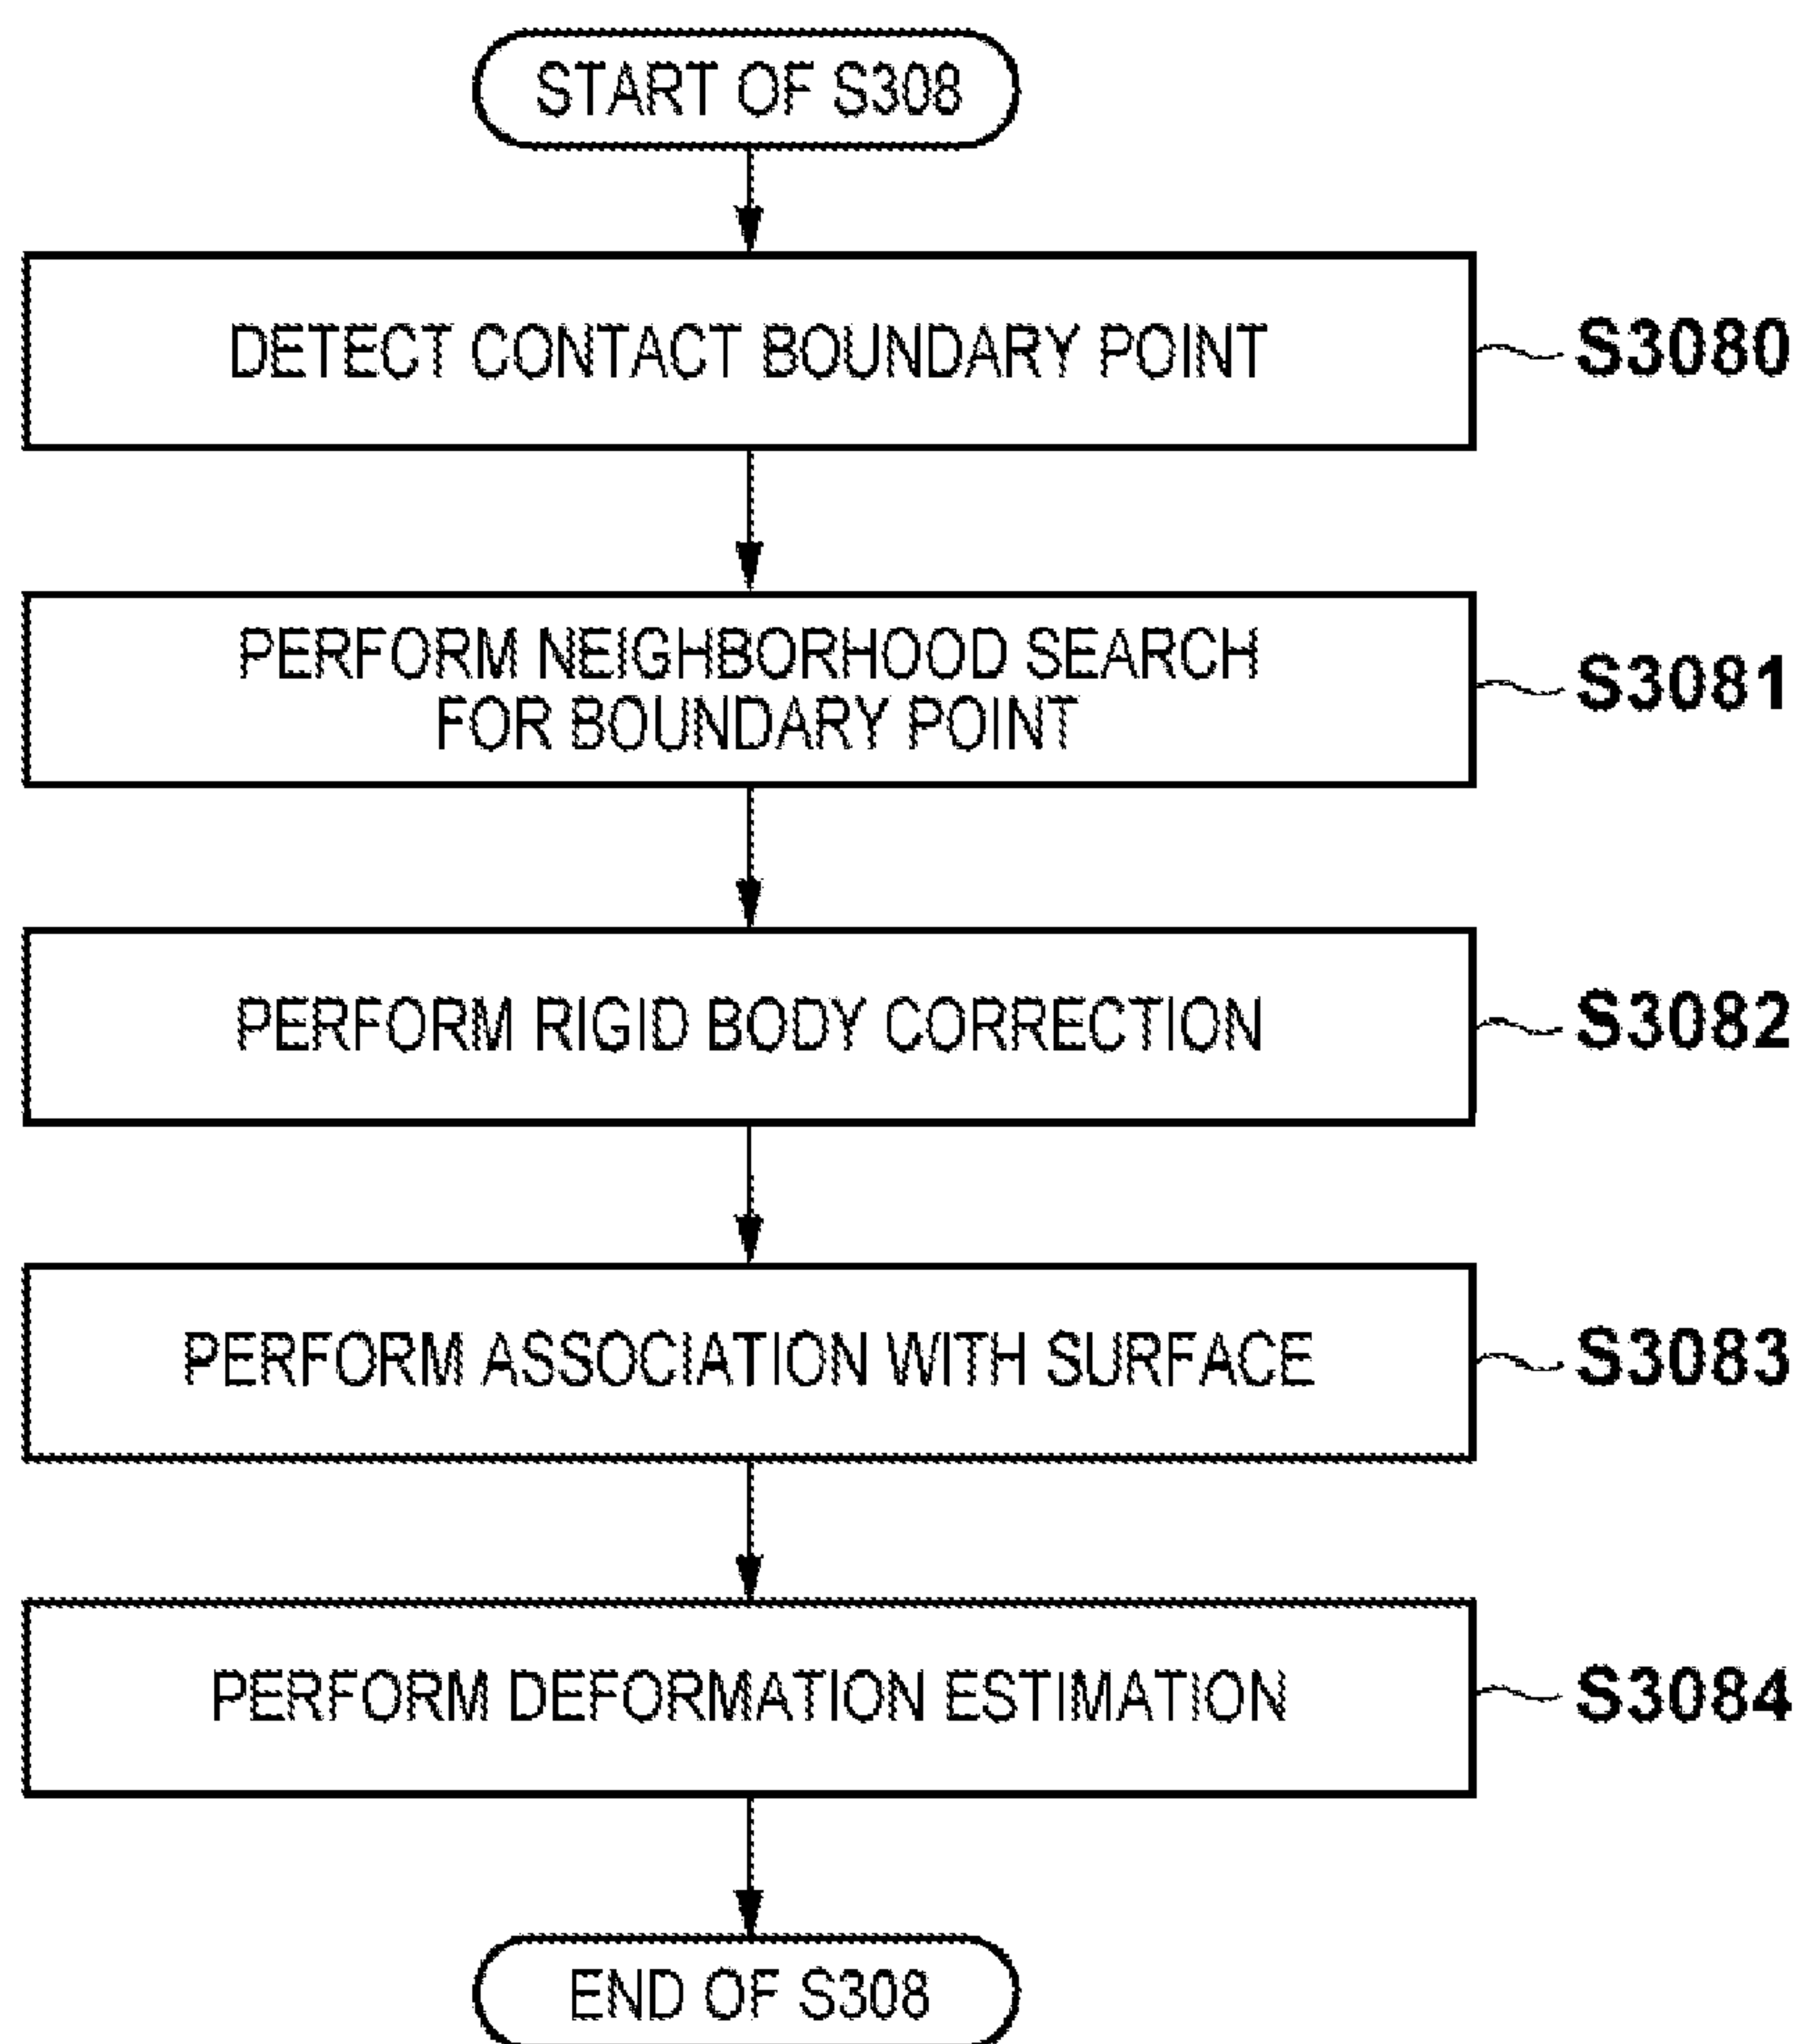 START OF S308
DETECT CONTACT BOUNDARY POINT
S3080
PERFORM NEIGHBORHOOD SEARCH
FOR BOUNDARY POINT
S3081
PERFORM RIGID BODY CORRECTION
S3082
PERFORM ASSOCIATION WITH SURFACE
S3083
PERFORM DEFORMATION ESTIMATION
S3084
END OF S308